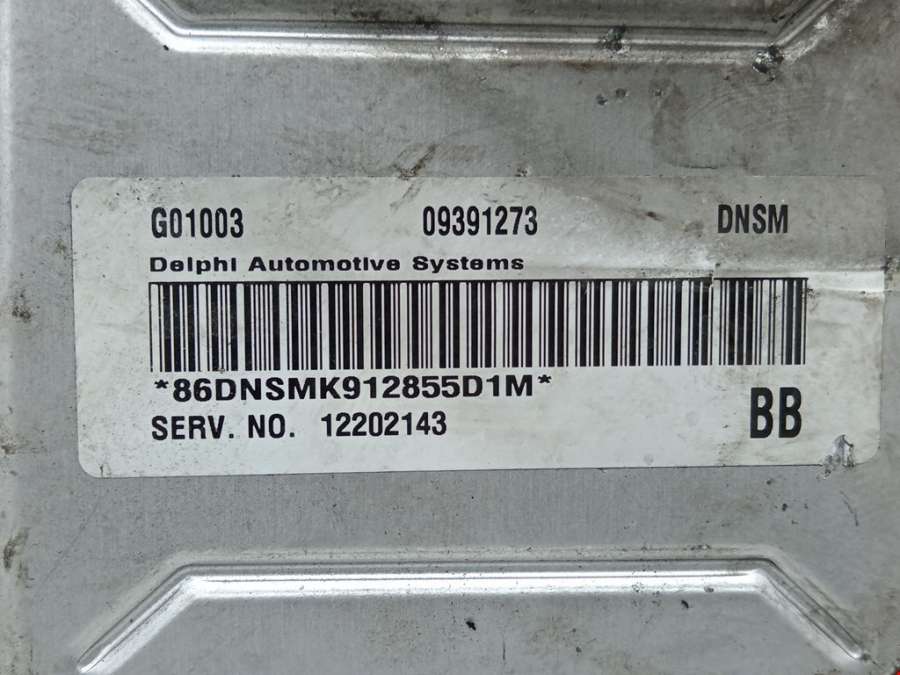 G01003 09391273 DNSM
Delphi Automotive Systems
*86DNSMK912855D1M*
SERV. NO. 12202143 BB